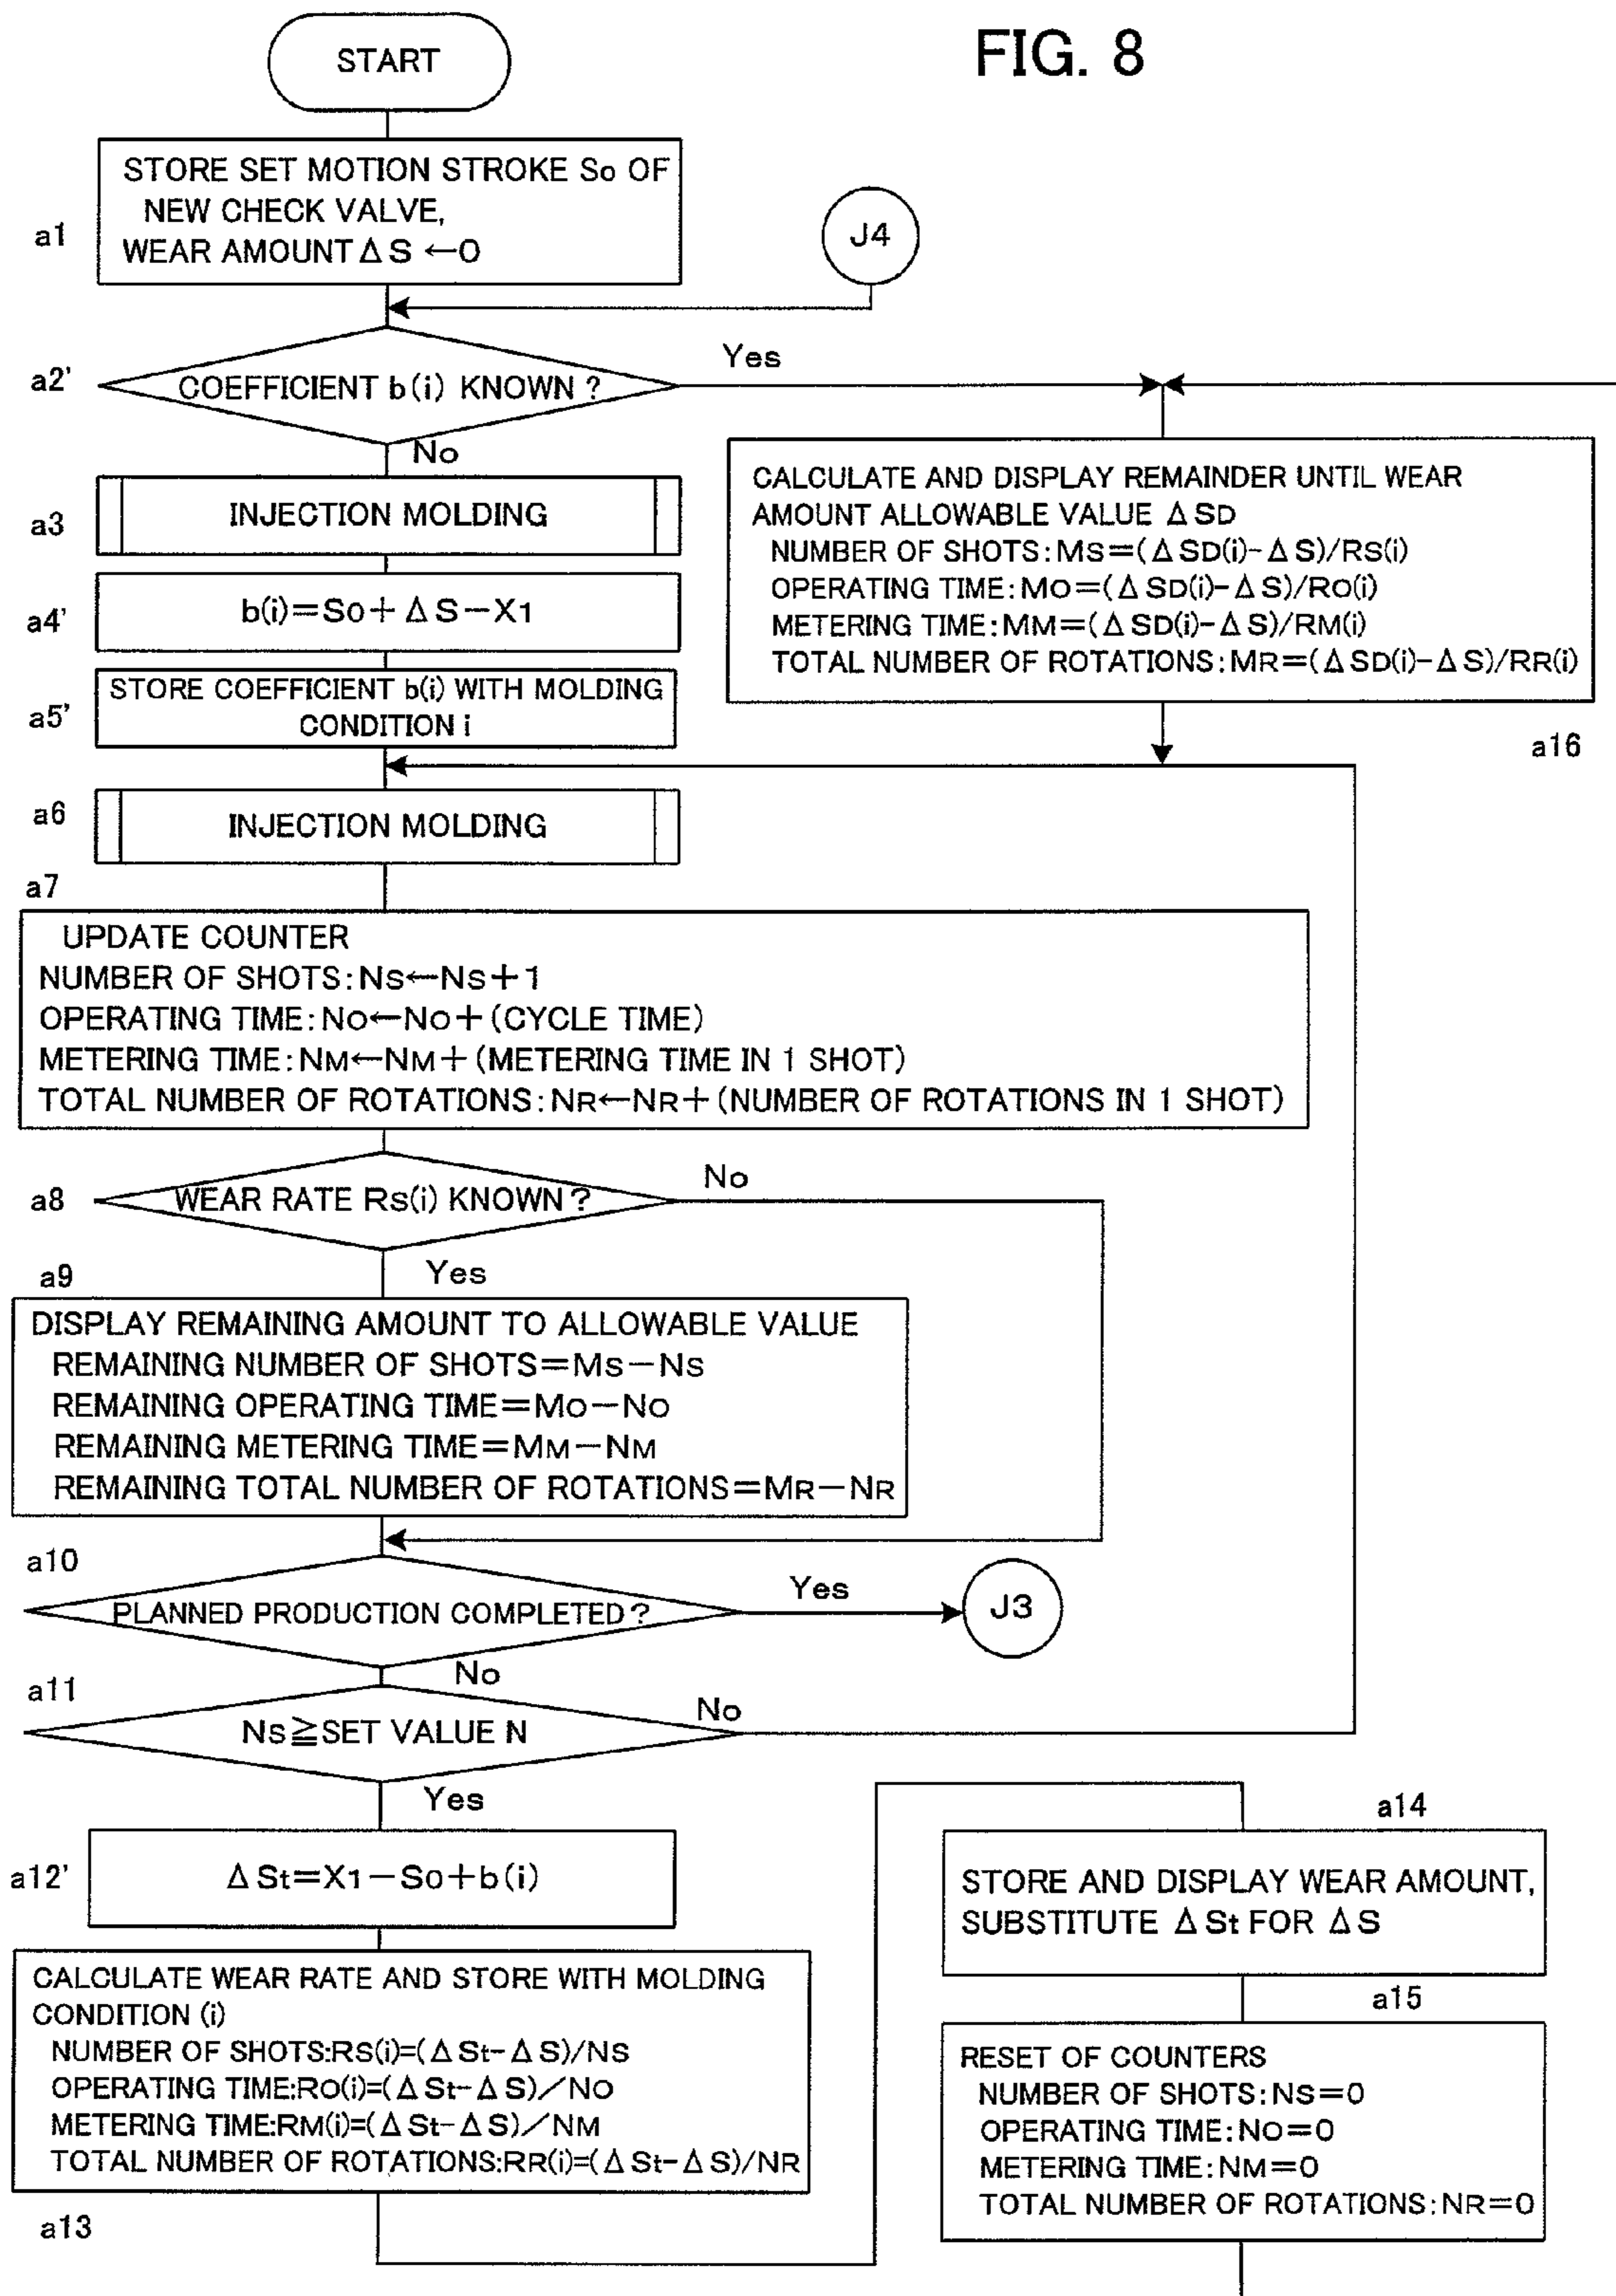 FIG. 8
START
a1
STORE SET MOTION STROKE So OF
NEW CHECK VALVE,
WEAR AMOUNT ΔS ←0
J4
a2'
COEFFICIENT b(i) KNOWN ?
Yes
No
a3
INJECTION MOLDING
a4'
b(i)=So+ΔS-X1
a5'
STORE COEFFICIENT b(i) WITH MOLDING
CONDITION i
CALCULATE AND DISPLAY REMAINDER UNTIL WEAR
AMOUNT ALLOWABLE VALUE ΔSD
NUMBER OF SHOTS:MS=(ΔSD(i)-ΔS)/RS(i)
OPERATING TIME:MO=(ΔSD(i)-ΔS)/RO(i)
METERING TIME:MM=(ΔSD(i)-ΔS)/RM(i)
TOTAL NUMBER OF ROTATIONS:MR=(ΔSD(i)-ΔS)/RR(i)
a16
a6
INJECTION MOLDING
a7
UPDATE COUNTER
NUMBER OF SHOTS:NS←NS+1
OPERATING TIME:NO←NO+(CYCLE TIME)
METERING TIME:NM←NM+(METERING TIME IN 1 SHOT)
TOTAL NUMBER OF ROTATIONS:NR←NR+(NUMBER OF ROTATIONS IN 1 SHOT)
a8
WEAR RATE RS(i) KNOWN?
No
Yes
a9
DISPLAY REMAINING AMOUNT TO ALLOWABLE VALUE
REMAINING NUMBER OF SHOTS=MS-NS
REMAINING OPERATING TIME=MO-NO
REMAINING METERING TIME=MM-NM
REMAINING TOTAL NUMBER OF ROTATIONS=MR-NR
a10
PLANNED PRODUCTION COMPLETED?
Yes
J3
No
a11
NS≧SET VALUE N
No
Yes
a12'
ΔSt=X1-So+b(i)
a13
CALCULATE WEAR RATE AND STORE WITH MOLDING
CONDITION (i)
NUMBER OF SHOTS:RS(i)=(ΔSt-ΔS)/NS
OPERATING TIME:RO(i)=(ΔSt-ΔS)/NO
METERING TIME:RM(i)=(ΔSt-ΔS)/NM
TOTAL NUMBER OF ROTATIONS:RR(i)=(ΔSt-ΔS)/NR
a14
STORE AND DISPLAY WEAR AMOUNT,
SUBSTITUTE ΔSt FOR ΔS
a15
RESET OF COUNTERS
NUMBER OF SHOTS:NS=0
OPERATING TIME:NO=0
METERING TIME:NM=0
TOTAL NUMBER OF ROTATIONS:NR=0